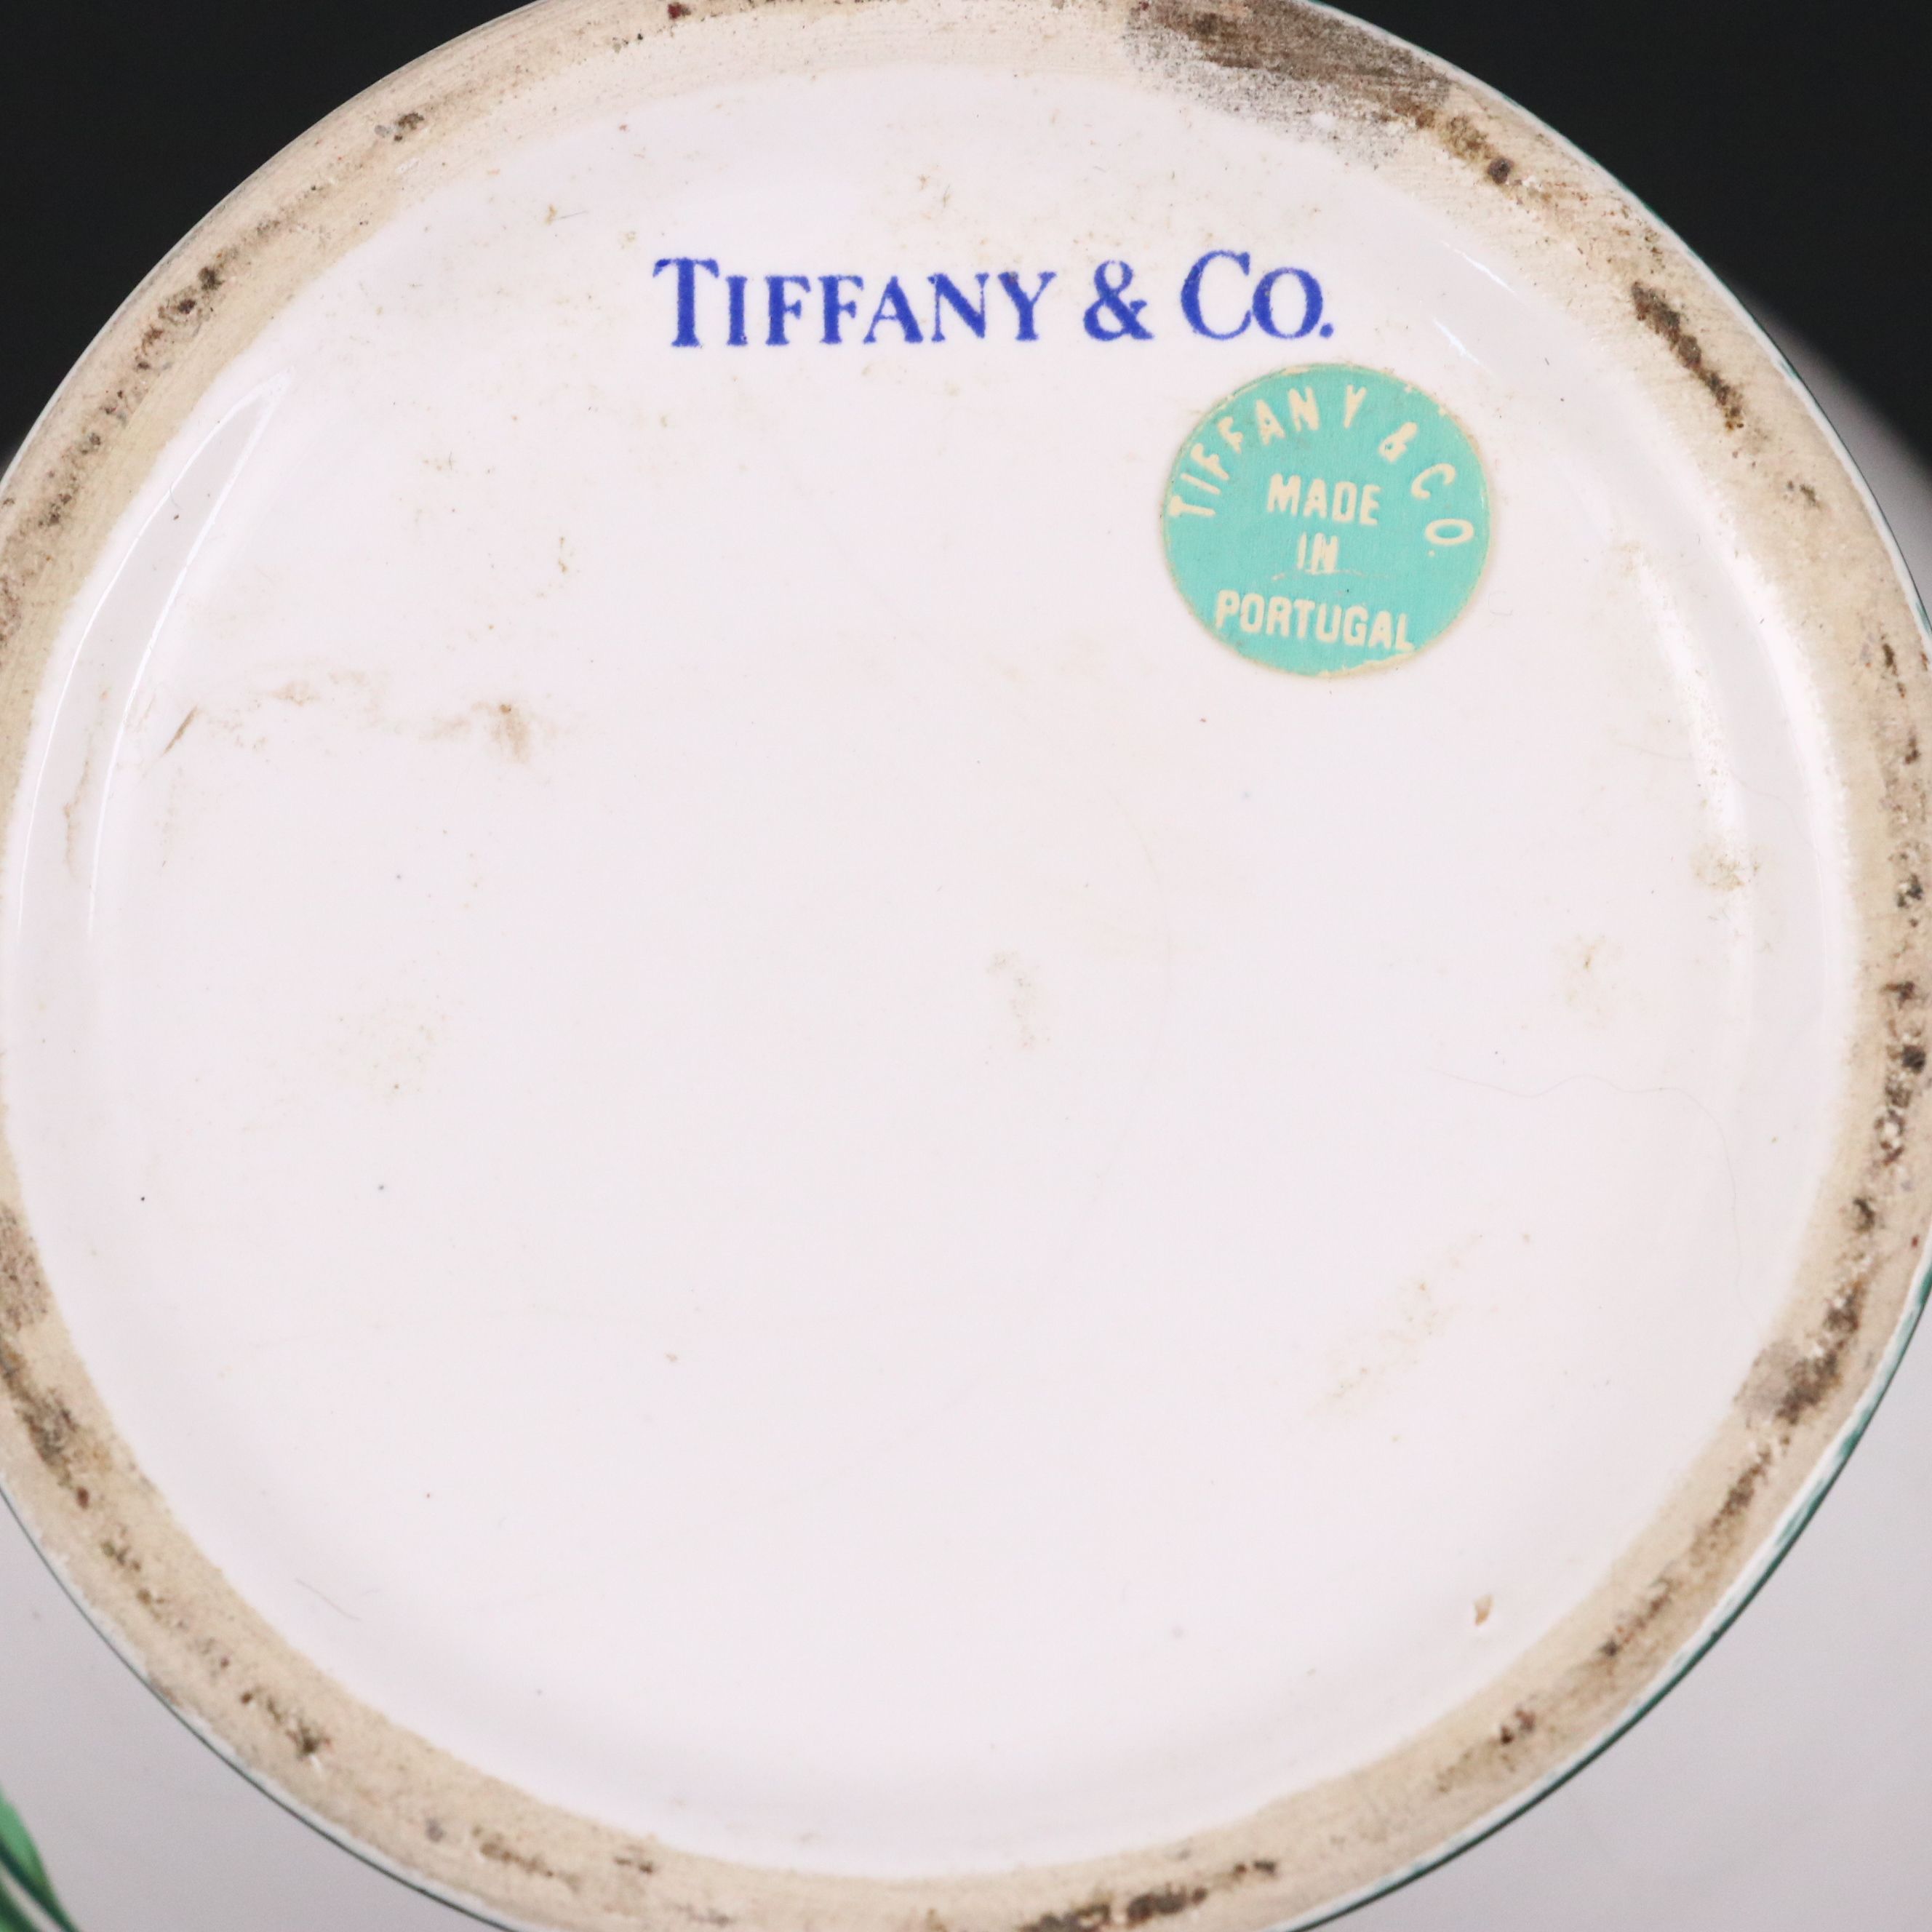 TIFFANY & CO.
TIFFANY & CO.
MADE
IN
PORTUGAL